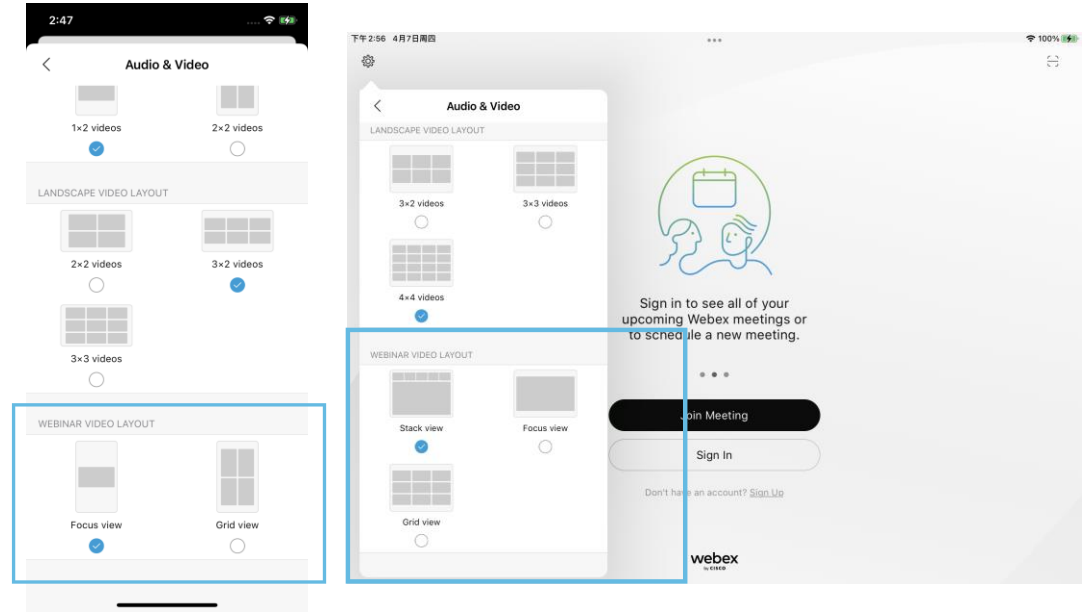 2:47
Audio & Video
1×2 videos
2×2 videos
LANDSCAPE VIDEO LAYOUT
2×2 videos
3×2 videos
3×3 videos
WEBINAR VIDEO LAYOUT
Focus view
Grid view
下午2:56 4月7日周四
100%
Audio & Video
LANDSCAPE VIDEO LAYOUT
3×2 videos
3×3 videos
4×4 videos
WEBINAR VIDEO LAYOUT
Stack view
Focus view
Grid view
Sign in to see all of your
upcoming Webex meetings or
to schedule a new meeting.
Join Meeting
Sign In
Don't have an account? Sign Up
webex
by CISCO